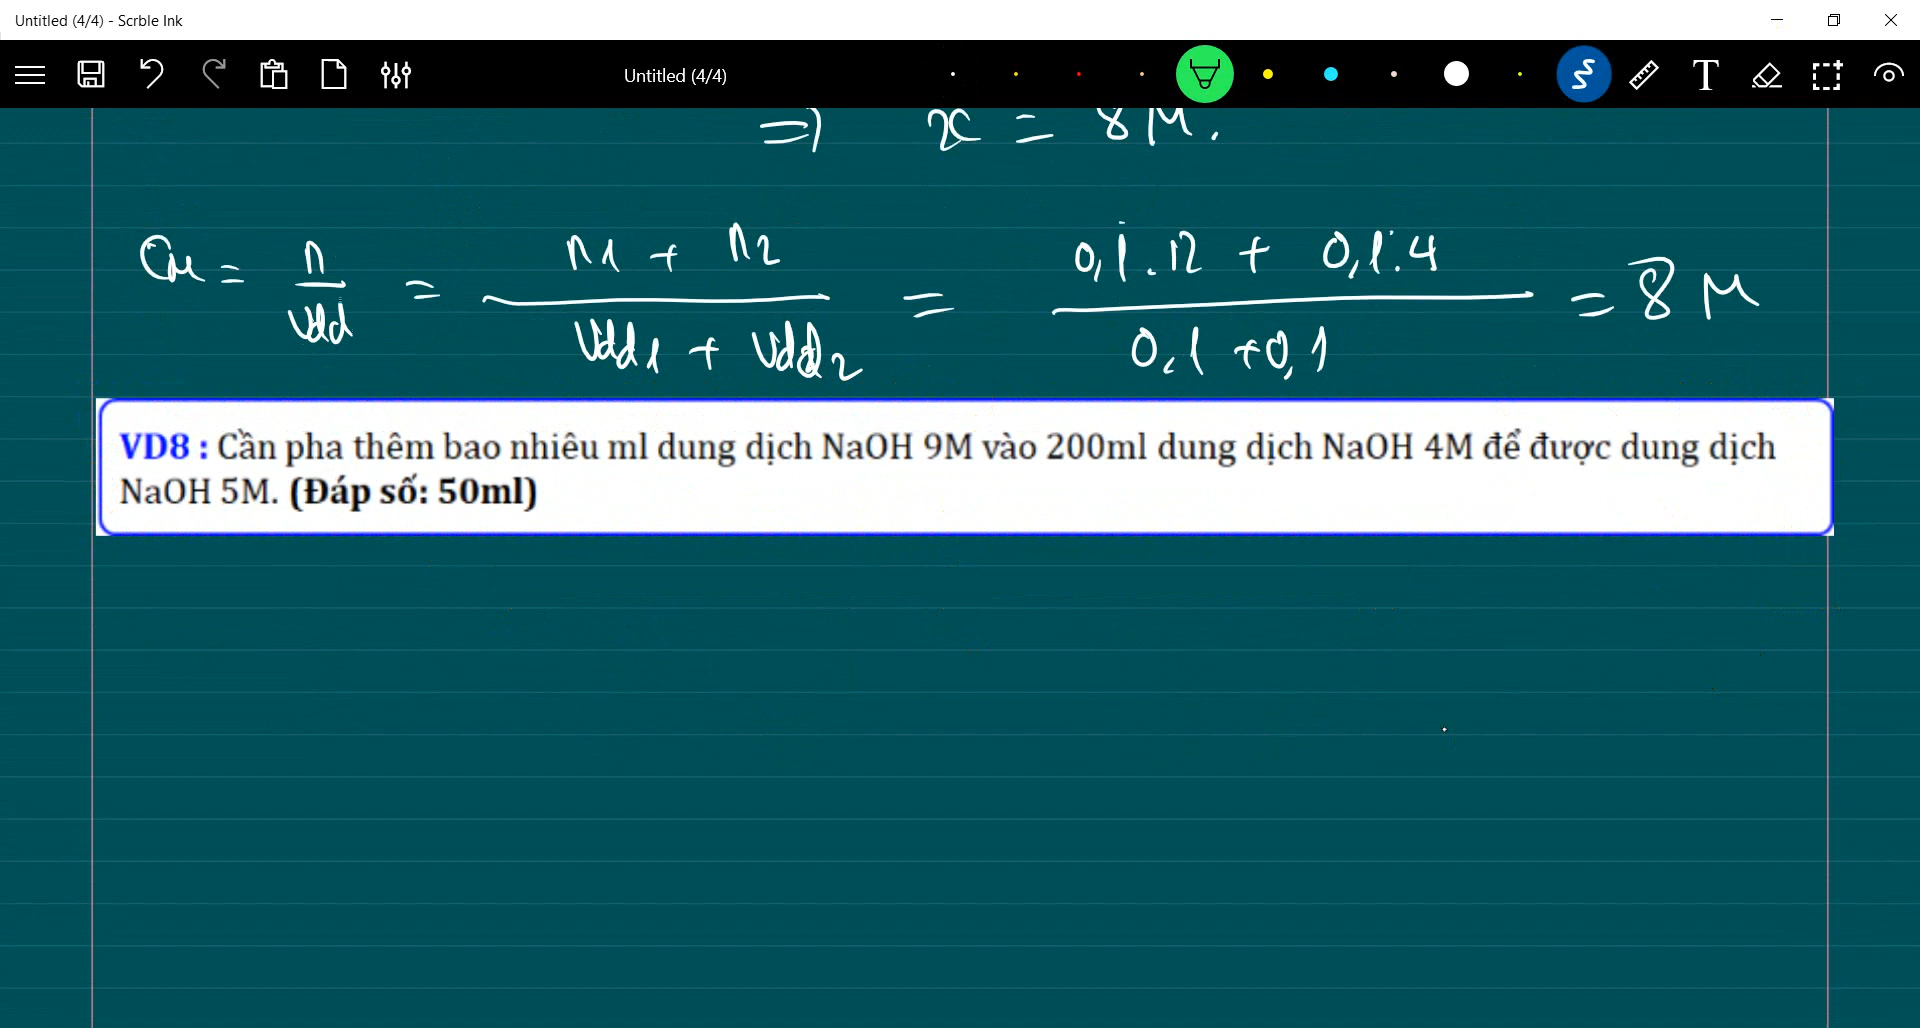 Untitled (4/4) - Scrble Ink
Untitled (4/4)
T
=> x = 8M.
CM = n / Vdd = n1 + n2 / Vdd1 + Vdd2 = 0,1.12 + 0,1.4 / 0,1 + 0,1 = 8 M
VD8 : Cần pha thêm bao nhiêu ml dung dịch NaOH 9M vào 200ml dung dịch NaOH 4M để được dung dịch
NaOH 5M. (Đáp số: 50ml)